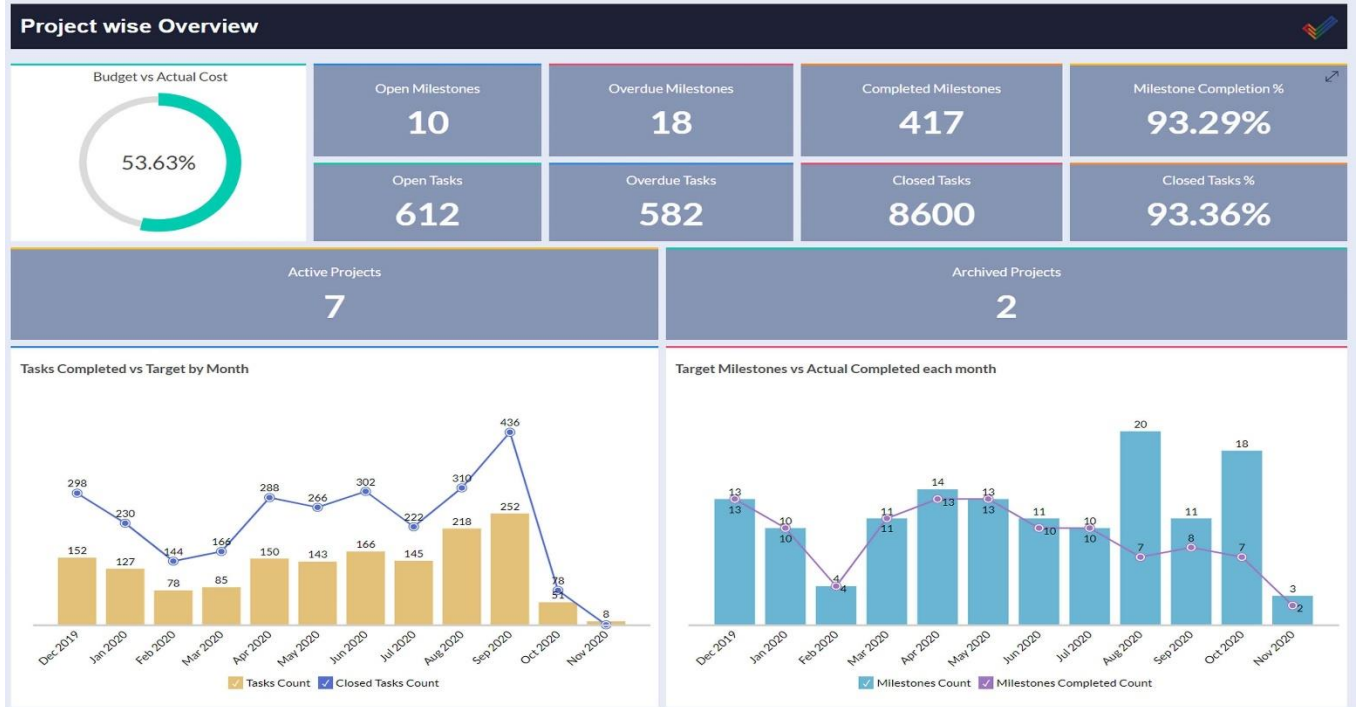 Project wise Overview
Budget vs Actual Cost
53.63%
Open Milestones
10
Overdue Milestones
18
Completed Milestones
417
Milestone Completion %
93.29%
Open Tasks
612
Overdue Tasks
582
Closed Tasks
8600
Closed Tasks %
93.36%
Active Projects
7
Archived Projects
2
Tasks Completed vs Target by Month
298
230
144
166
288
266
302
222
310
436
78
152
127
78
85
150
143
166
145
218
252
51
8
Dec 2019
Jan 2020
Feb 2020
Mar 2020
Apr 2020
May 2020
Jun 2020
Jul 2020
Aug 2020
Sep 2020
Oct 2020
Nov 2020
Tasks Count Closed Tasks Count
Target Milestones vs Actual Completed each month
13
10
4
11
14
13
11
10
20
11
18
3
13
10
4
11
13
13
10
10
7
8
7
2
Dec 2019
Jan 2020
Feb 2020
Mar 2020
Apr 2020
May 2020
Jun 2020
Jul 2020
Aug 2020
Sep 2020
Oct 2020
Nov 2020
Milestones Count Milestones Completed Count